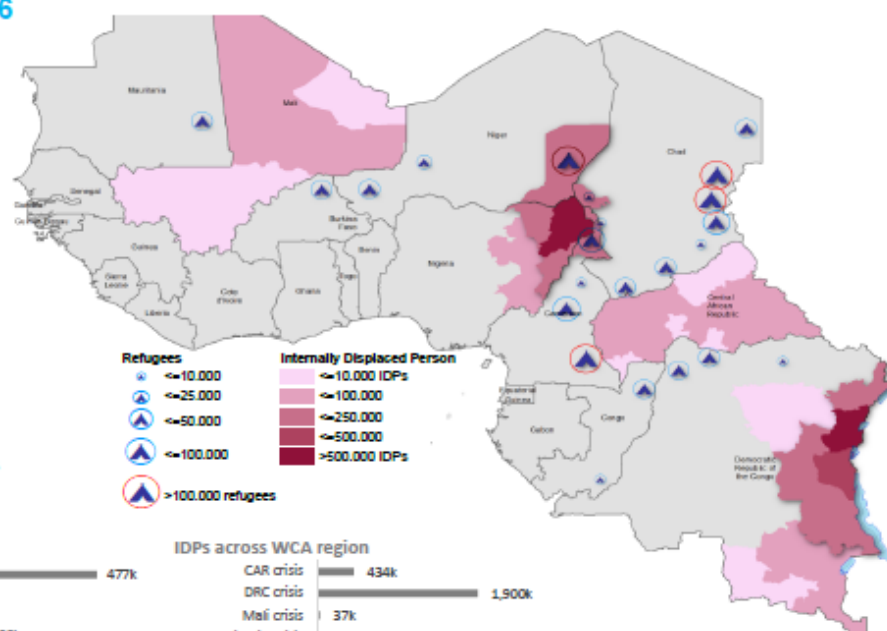 6
Mauritania
Mali
Niger
Chad
Senegal
Gambia
Guinea
Burkina
Faso
Benin
Sierra
Leone
Cote
d'Ivoire
Ghana
Togo
Nigeria
Liberia
Central
African
Republic
Cameroon
Refugees
<=10.000
<=25.000
<=50.000
<=100.000
>100.000 refugees
Internally Displaced Person
<=10.000 IDPs
<=100.000
<=250.000
<=500.000
>500.000 IDPs
Equatorial
Guinea
Gabon
Congo
Democratic
Republic of
the Congo
IDPs across WCA region
477k
CAR crisis 434k
DRC crisis 1,900k
Mali crisis 37k